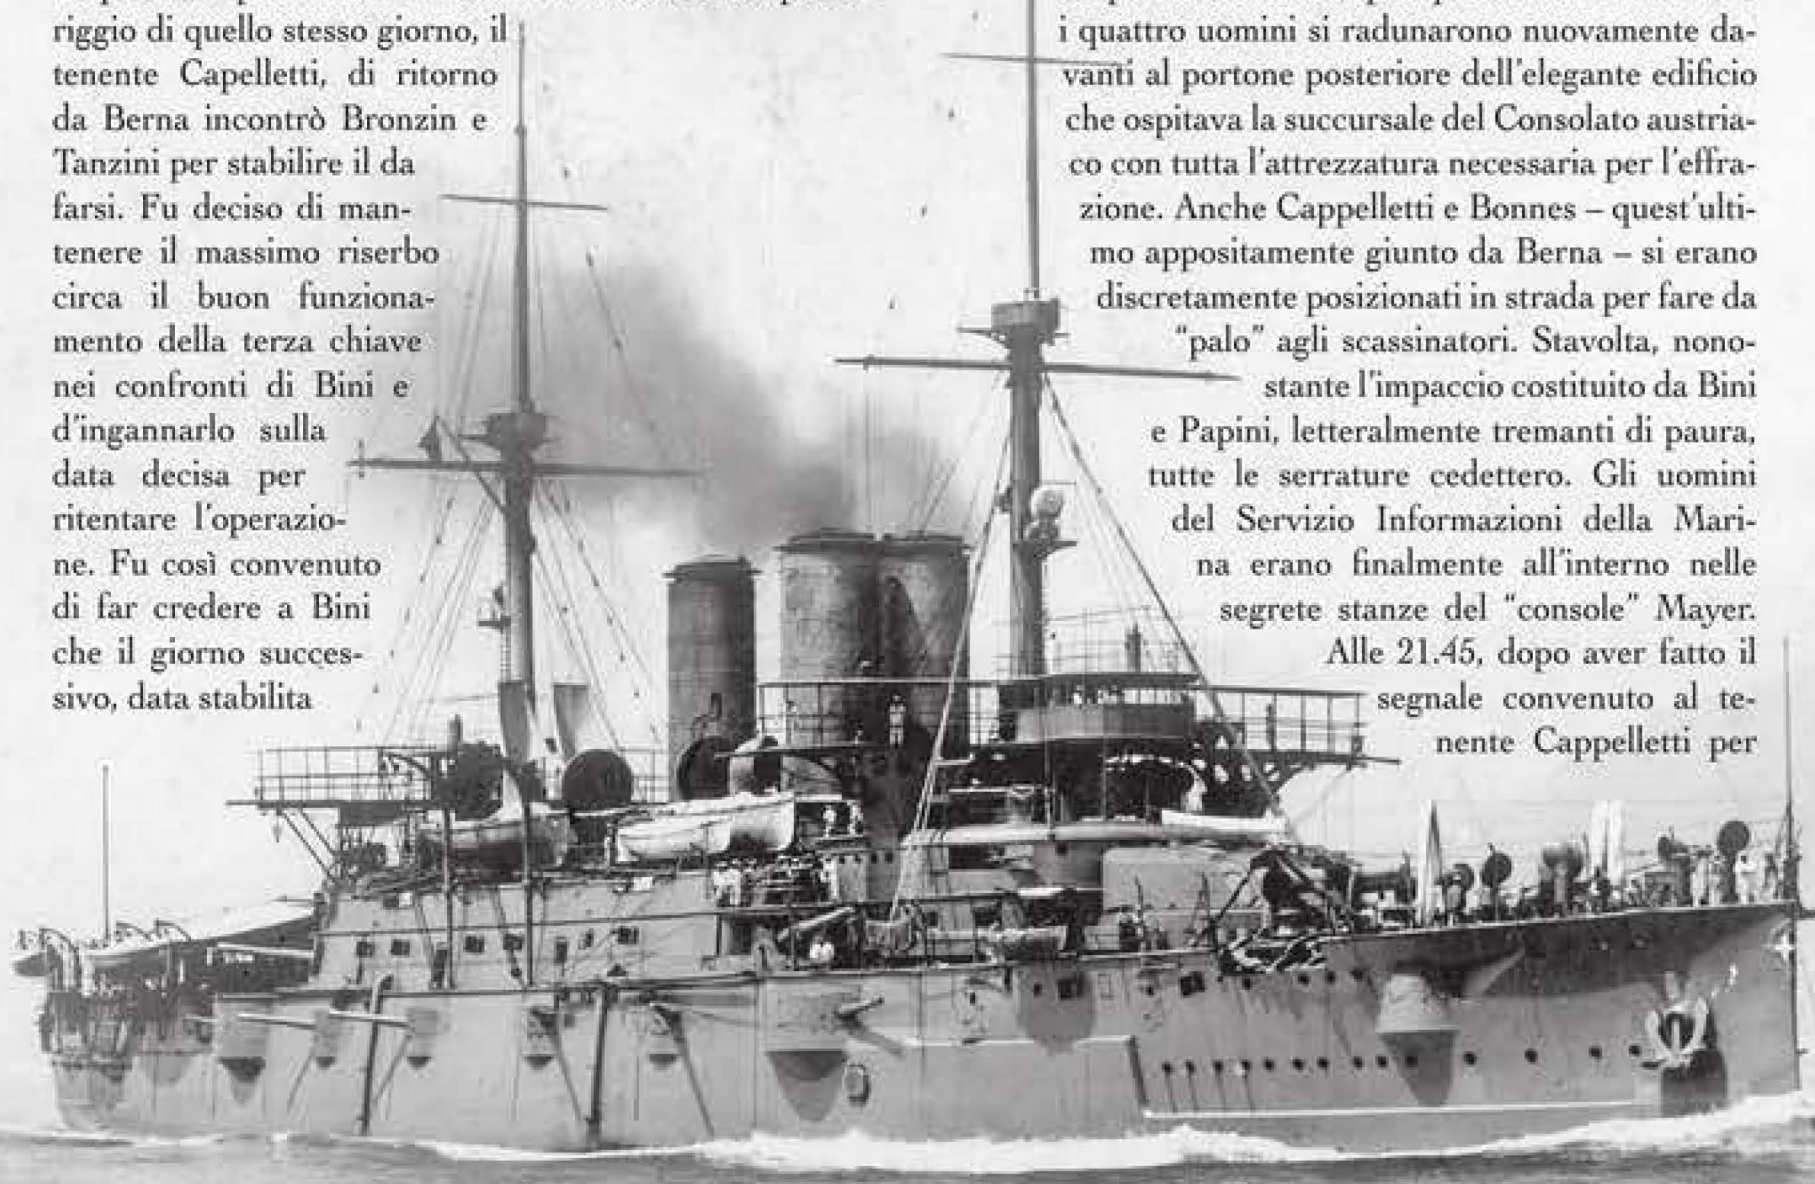 riggio di quello stesso giorno, il
tenente Capelletti, di ritorno
da Berna incontrò Bronzin e
Tanzini per stabilire il da
farsi. Fu deciso di man-
tenere il massimo riserbo
circa il buon funziona-
mento della terza chiave
nei confronti di Bini e
d'ingannarlo sulla
data decisa per
ritentare l'operazio-
ne. Fu così convenuto
di far credere a Bini
che il giorno succes-
sivo, data stabilita
i quattro uomini si radunarono nuovamente da-
vanti al portone posteriore dell'elegante edificio
che ospitava la succursale del Consolato austria-
co con tutta l'attrezzatura necessaria per l'effra-
zione. Anche Cappelletti e Bonnes – quest'ulti-
mo appositamente giunto da Berna – si erano
discretamente posizionati in strada per fare da
“palo” agli scassinatori. Stavolta, nono-
stante l'impaccio costituito da Bini
e Papini, letteralmente tremanti di paura,
tutte le serrature cedettero. Gli uomini
del Servizio Informazioni della Mari-
na erano finalmente all'interno nelle
segrete stanze del “console” Mayer.
Alle 21.45, dopo aver fatto il
segnale convenuto al te-
nente Cappelletti per